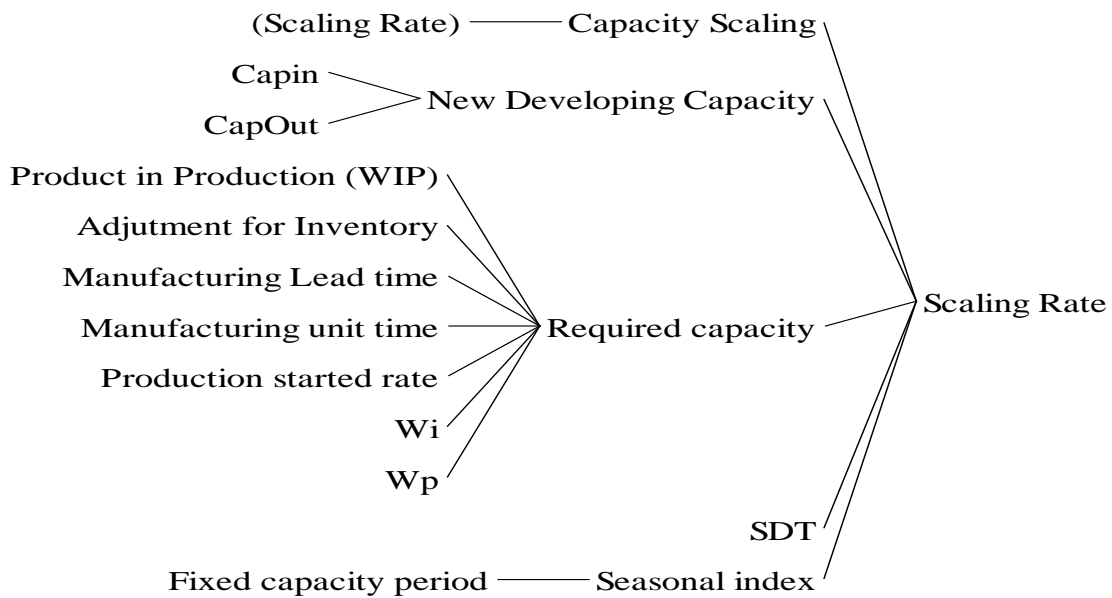 (Scaling Rate) Capacity Scaling
Capin
New Developing Capacity
CapOut
Product in Production (WIP)
Adjutment for Inventory
Manufacturing Lead time
Scaling Rate
Manufacturing unit time Required capacity
Production started rate
Wi
Wp
SDT
Fixed capacity period Seasonal index